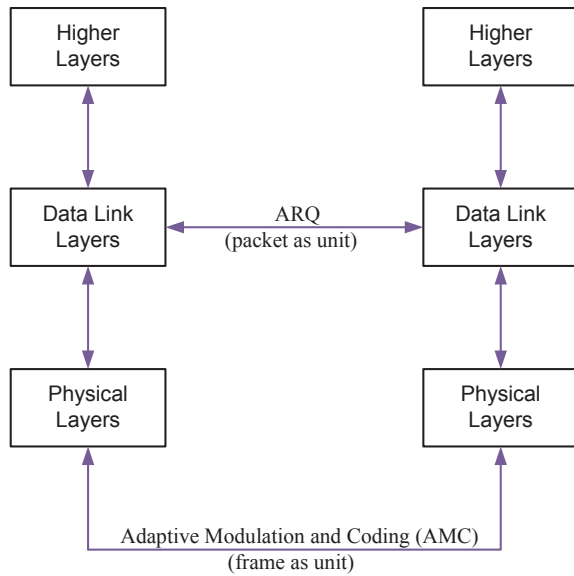 Higher
Layers
Higher
Layers
Data Link
Layers
ARQ
(packet as unit)
Data Link
Layers
Physical
Layers
Physical
Layers
Adaptive Modulation and Coding (AMC)
(frame as unit)